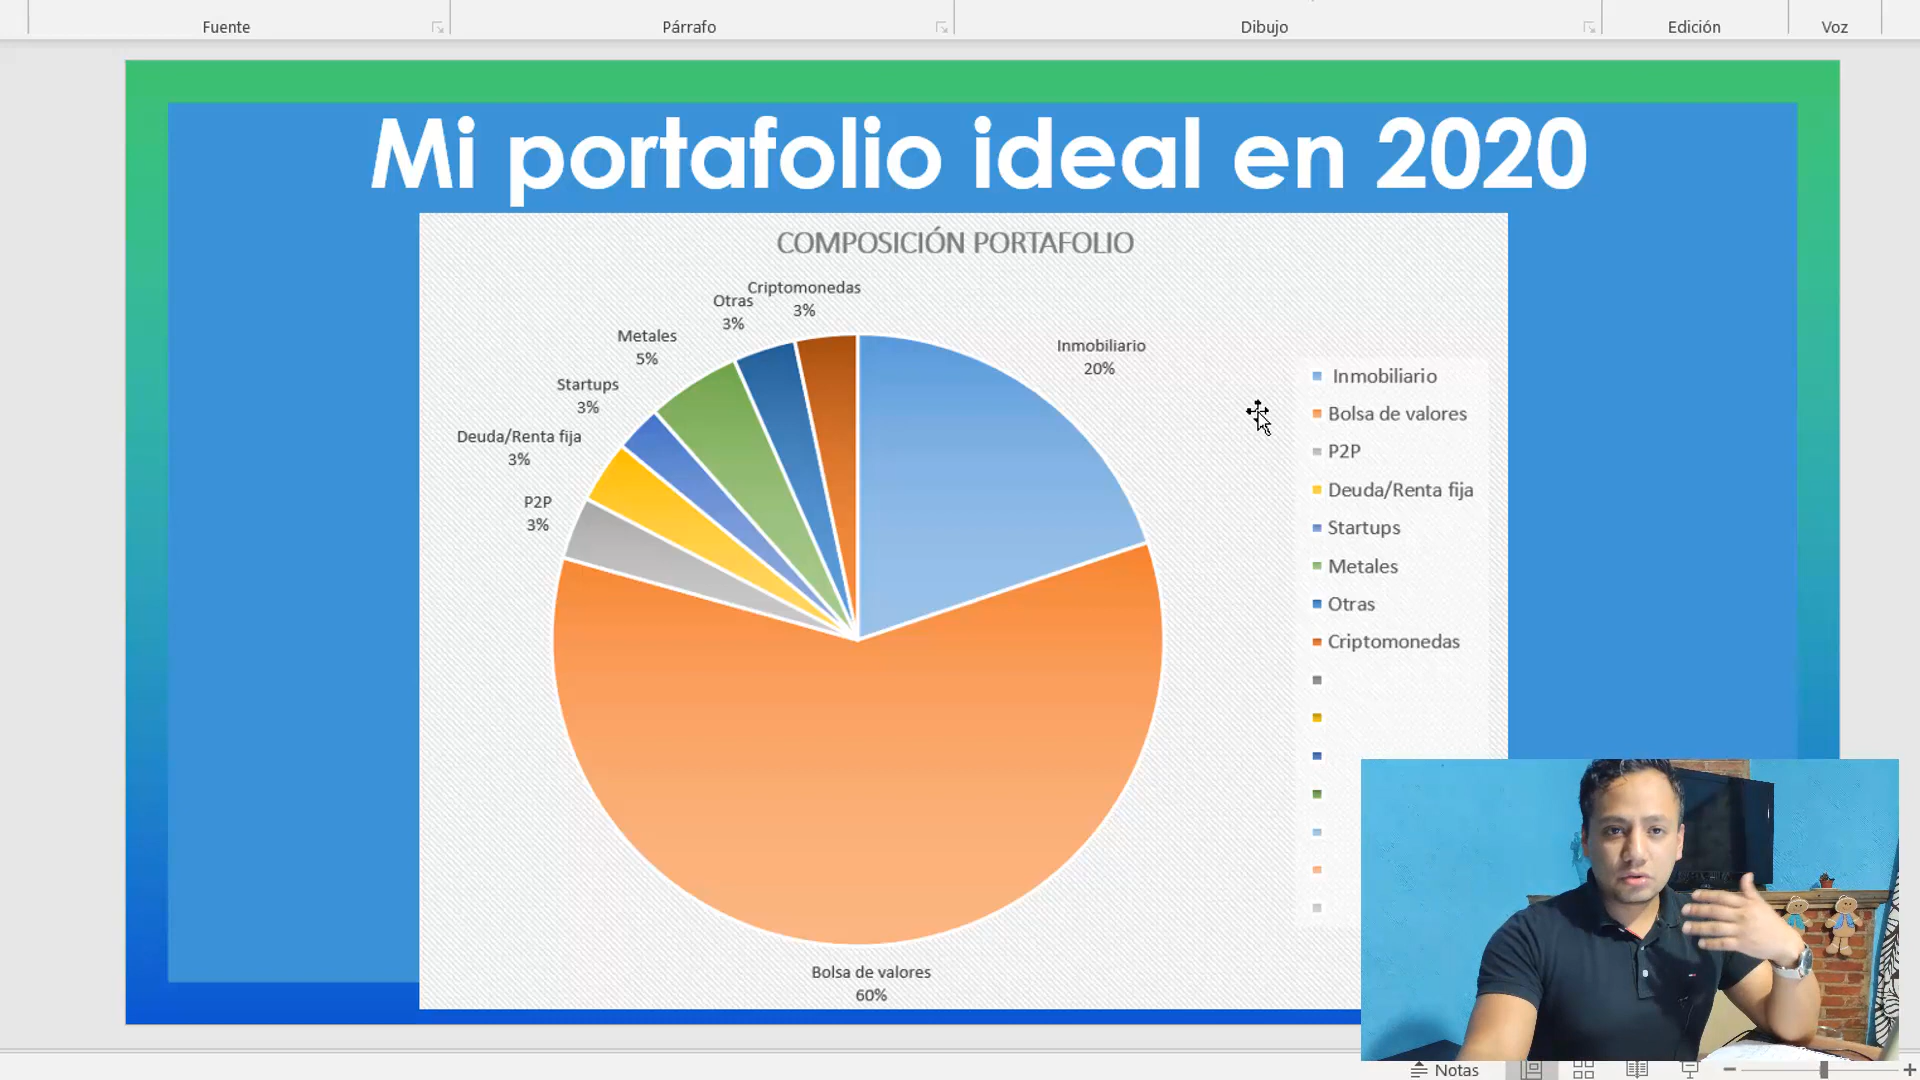 Fuente
Párrafo
Dibujo
Edición
Voz
Mi portafolio ideal en 2020
COMPOSICIÓN PORTAFOLIO
Criptomonedas
3%
Otras
3%
Metales
5%
Startups
3%
Deuda/Renta fija
3%
P2P
3%
Inmobiliario
20%
Bolsa de valores
60%
Inmobiliario
Bolsa de valores
P2P
Deuda/Renta fija
Startups
Metales
Otras
Criptomonedas
Notas